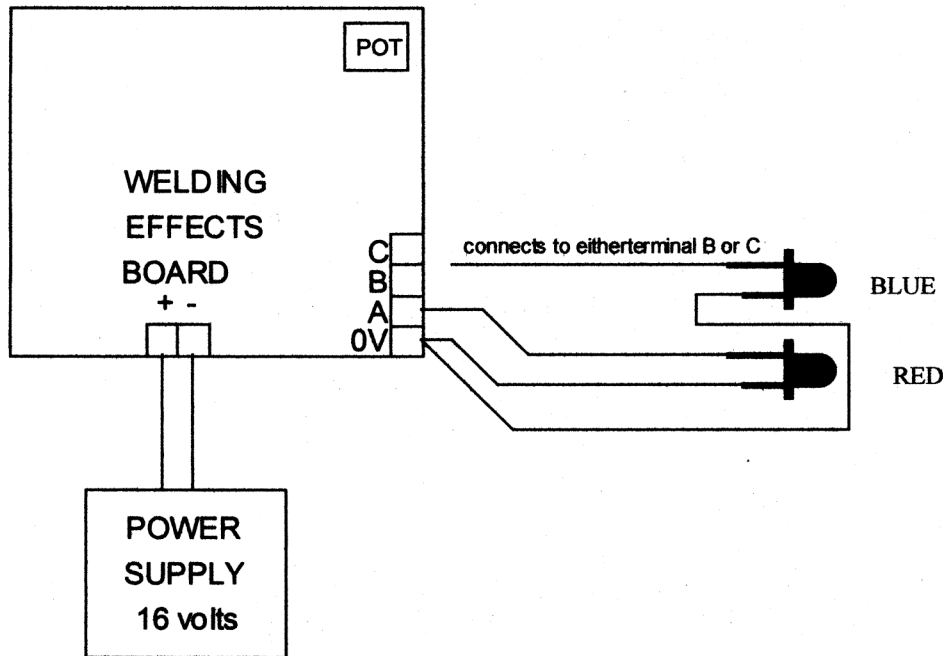 POT
WELDING
EFFECTS
BOARD
+ -
C
B
A
0V
connects to eitherterminal B or C
BLUE
RED
POWER
SUPPLY
16 volts